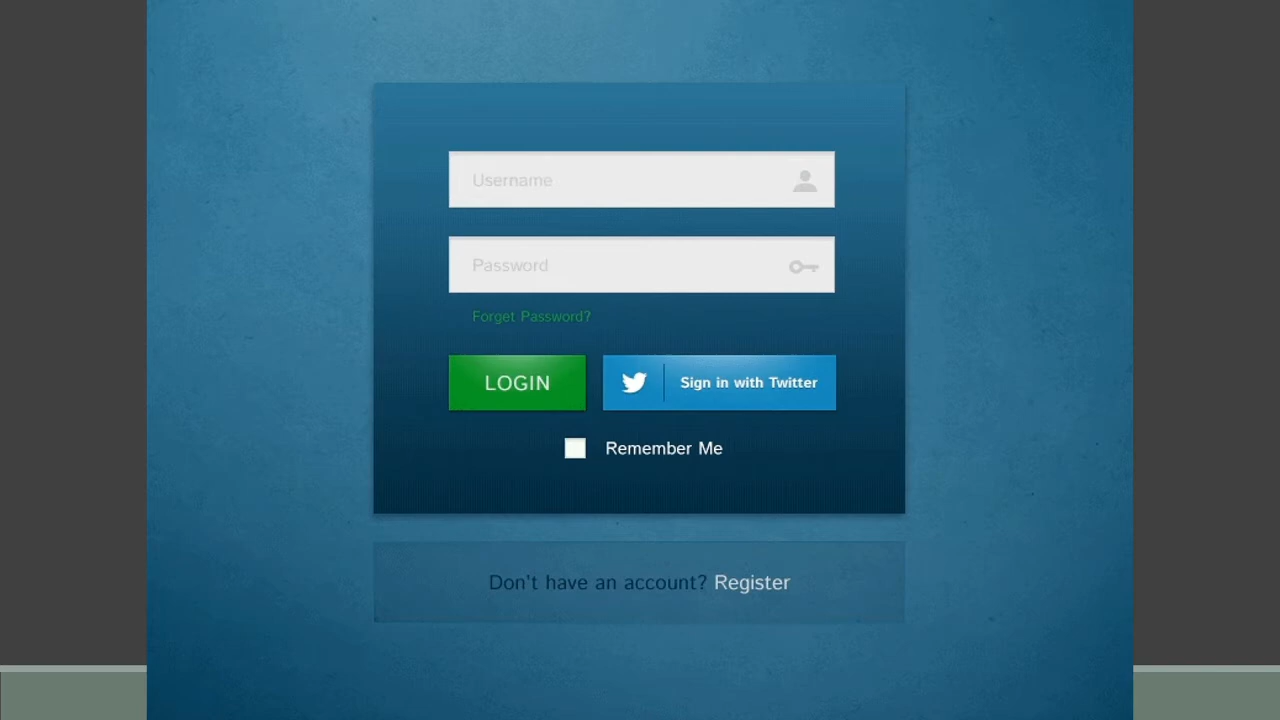 Username
Password
Forget Password?
LOGIN
Sign in with Twitter
Remember Me
Don't have an account? Register